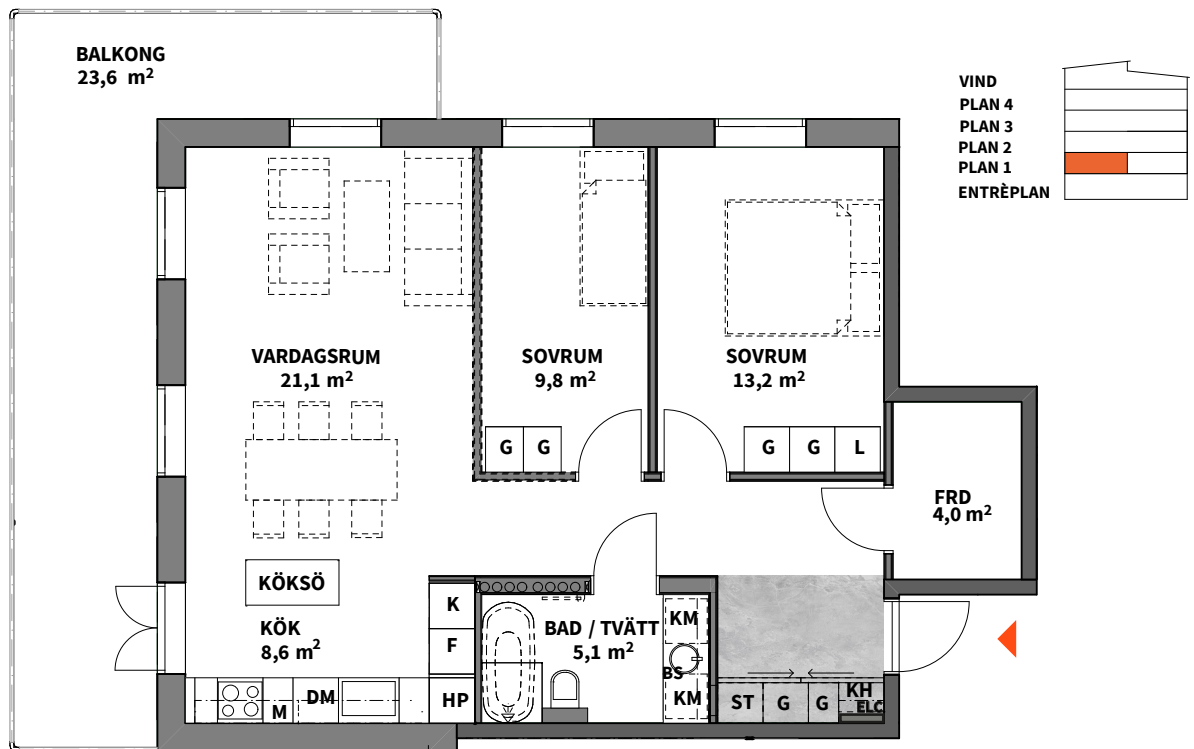 BALKONG
23,6 m²
VIND
PLAN 4
PLAN 3
PLAN 2
PLAN 1
ENTRÈPLAN
VARDAGSRUM
21,1 m²
SOVRUM
9,8 m²
SOVRUM
13,2 m²
G G
G G L
FRD
4,0 m²
KÖKSÖ
KÖK
8,6 m²
K
F
HP
M
DM
BAD / TVÄTT
5,1 m²
KM
BS
KM
ST G G
KH
ELC